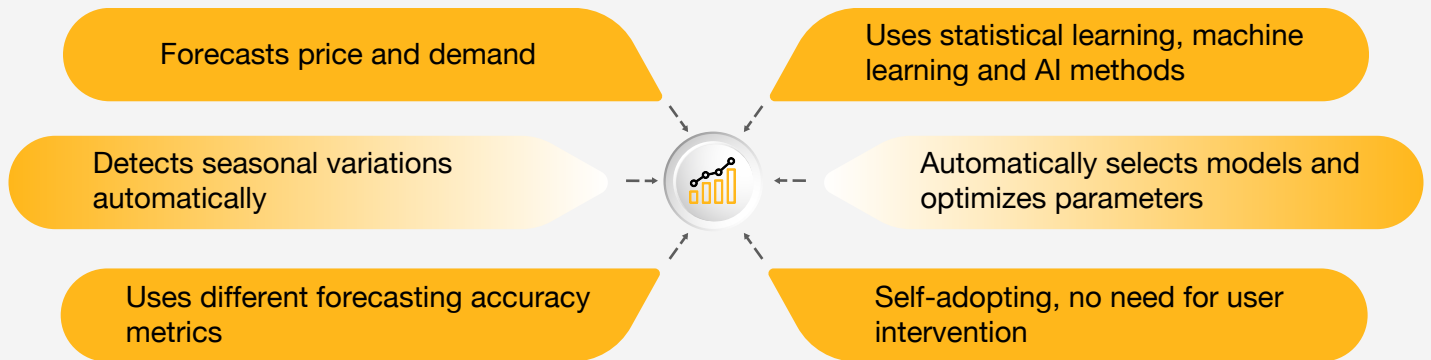 Forecasts price and demand
Uses statistical learning, machine
learning and AI methods
Detects seasonal variations
automatically
Automatically selects models and
optimizes parameters
Uses different forecasting accuracy
metrics
Self-adopting, no need for user
intervention